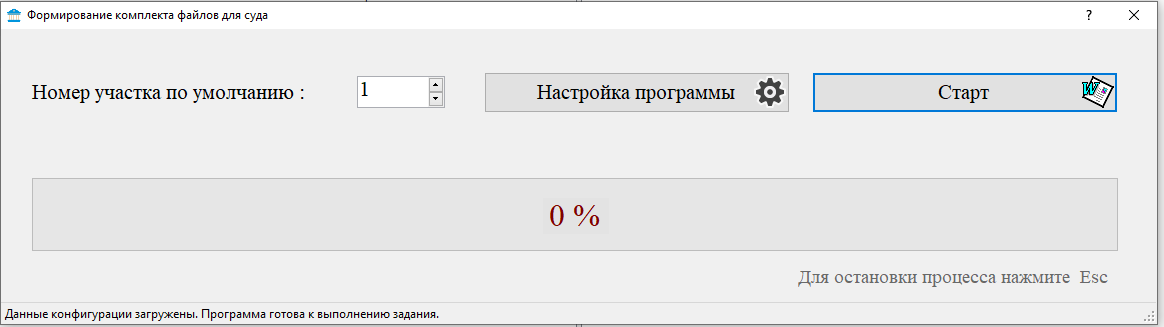 Формирование комплекта файлов для суда
?
Номер участка по умолчанию : 1 Настройка программы Старт
W
0 %
Для остановки процесса нажмите Esc
Данные конфигурации загружены. Программа готова к выполнению задания.